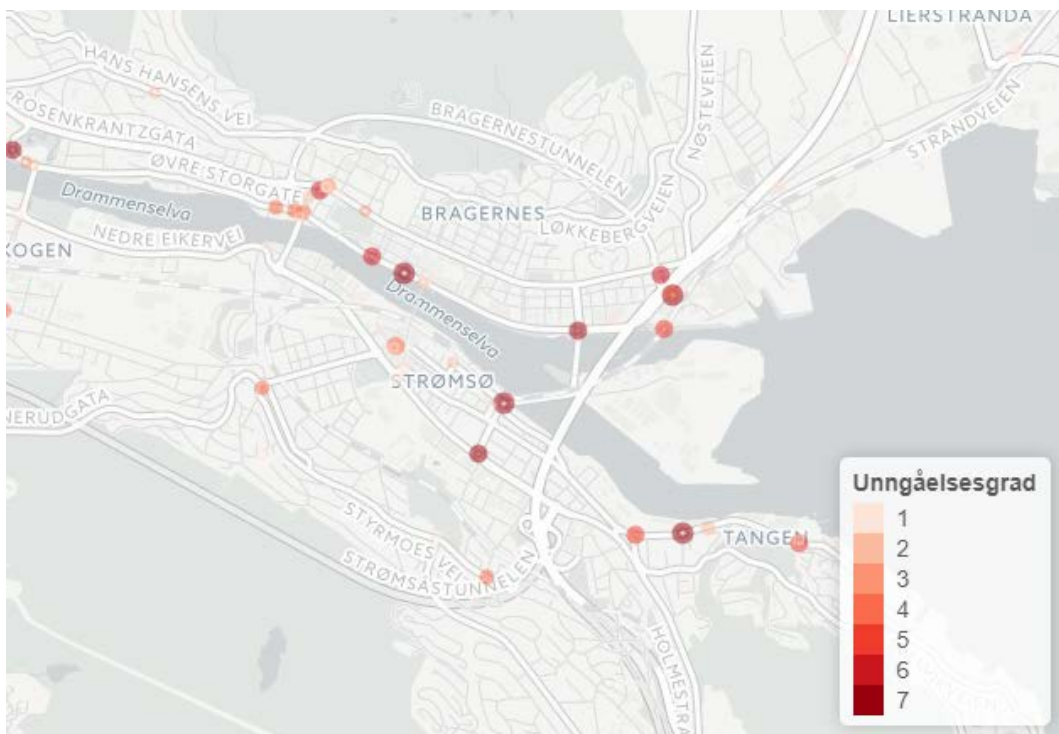 LIERSTRANDA
HANS HANSENS VEI
ROSENKRANTZGATA
BRAGERNESTUNNELEN
NØSTEVEIEN
STRANDVEIEN
ØVRE STORGATE
Drammenselva
BRAGERNES
LØKKEBERGVEIEN
NEDRE EIKERVEI
KOGEN
Drammenselva
STRØMSØ
NERUDGATA
STYRMOES VEI
STRØMSÅSTUNNELEN
TANGEN
HOLMESTRA
Unngåelsesgrad
1
2
3
4
5
6
7